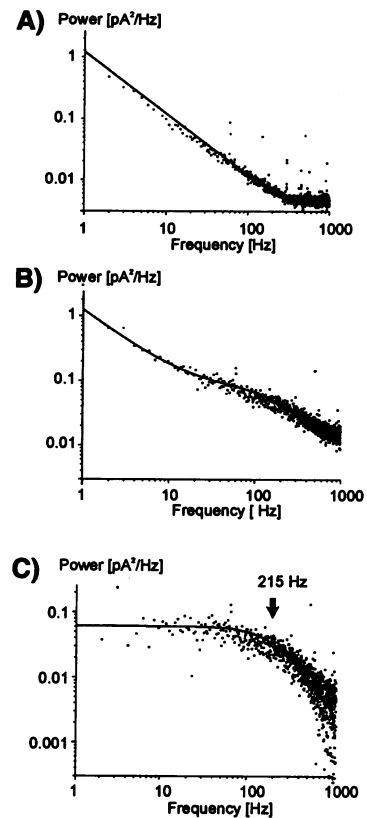 A) Power [pA²/Hz]
1
0.1
0.01
1 10 100 1000
Frequency [Hz]
B) Power [pA²/Hz]
1
0.1
0.01
1 10 100 1000
Frequency [ Hz]
C) Power [pA²/Hz]
215 Hz
0.1
0.01
0.001
1 10 100 1000
Frequency [Hz]